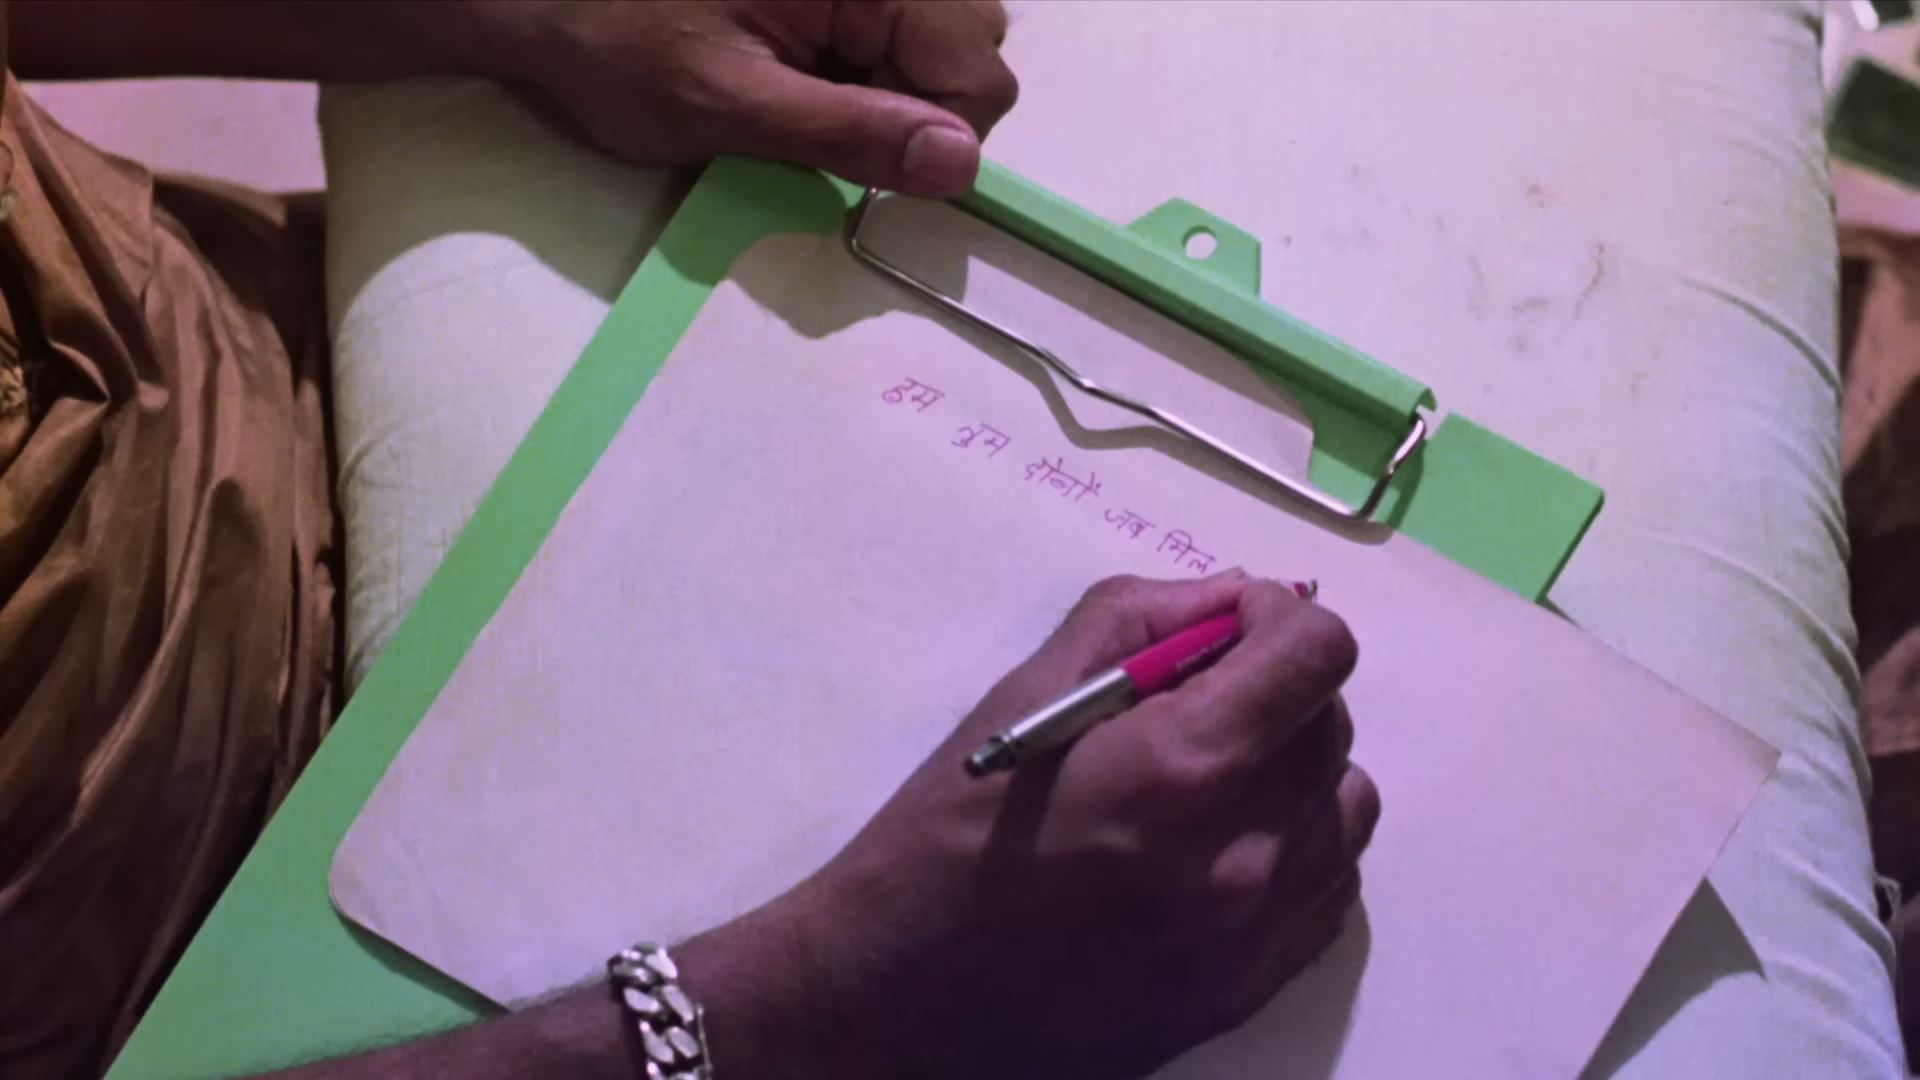 हम तुम दोनों जब मिल